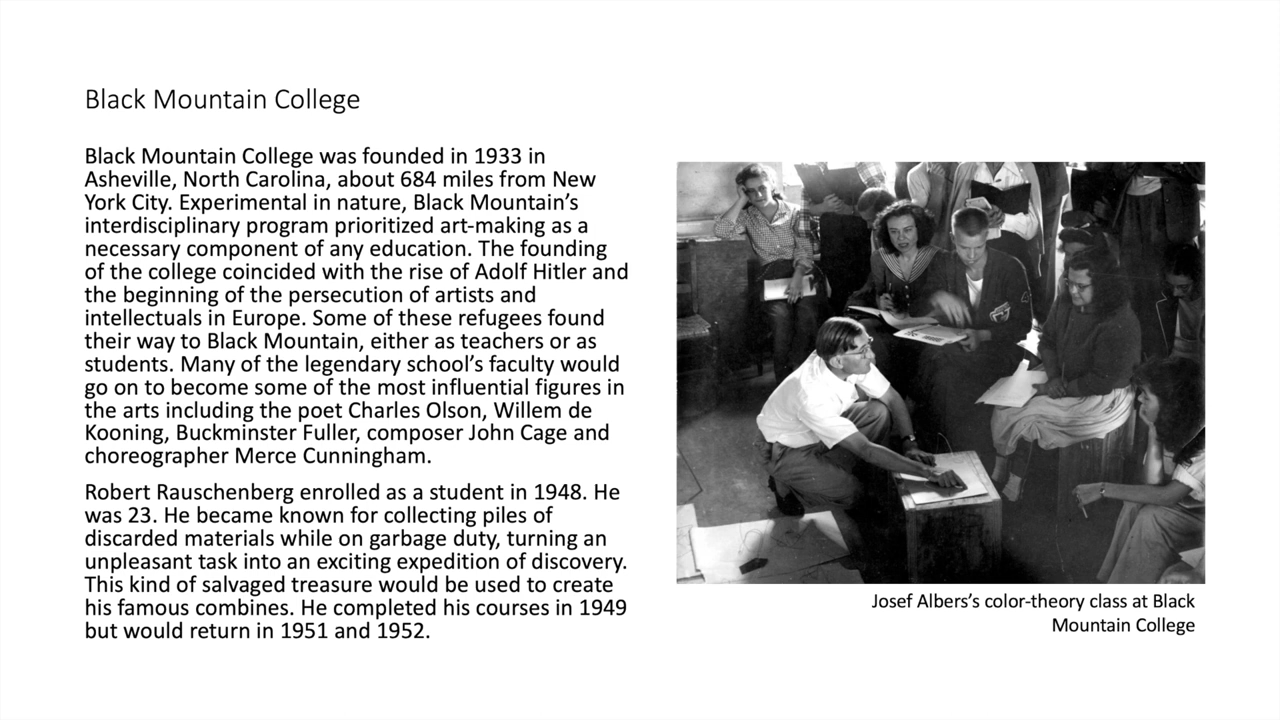 Black Mountain College
Black Mountain College was founded in 1933 in
Asheville, North Carolina, about 684 miles from New
York City. Experimental in nature, Black Mountain’s
interdisciplinary program prioritized art-making as a
necessary component of any education. The founding
of the college coincided with the rise of Adolf Hitler and
the beginning of the persecution of artists and
intellectuals in Europe. Some of these refugees found
their way to Black Mountain, either as teachers or as
students. Many of the legendary school’s faculty would
go on to become some of the most influential figures in
the arts including the poet Charles Olson, Willem de
Kooning, Buckminster Fuller, composer John Cage and
choreographer Merce Cunningham.
Robert Rauschenberg enrolled as a student in 1948. He
was 23. He became known for collecting piles of
discarded materials while on garbage duty, turning an
unpleasant task into an exciting expedition of discovery.
This kind of salvaged treasure would be used to create
his famous combines. He completed his courses in 1949
but would return in 1951 and 1952.
Josef Albers’s color-theory class at Black
Mountain College